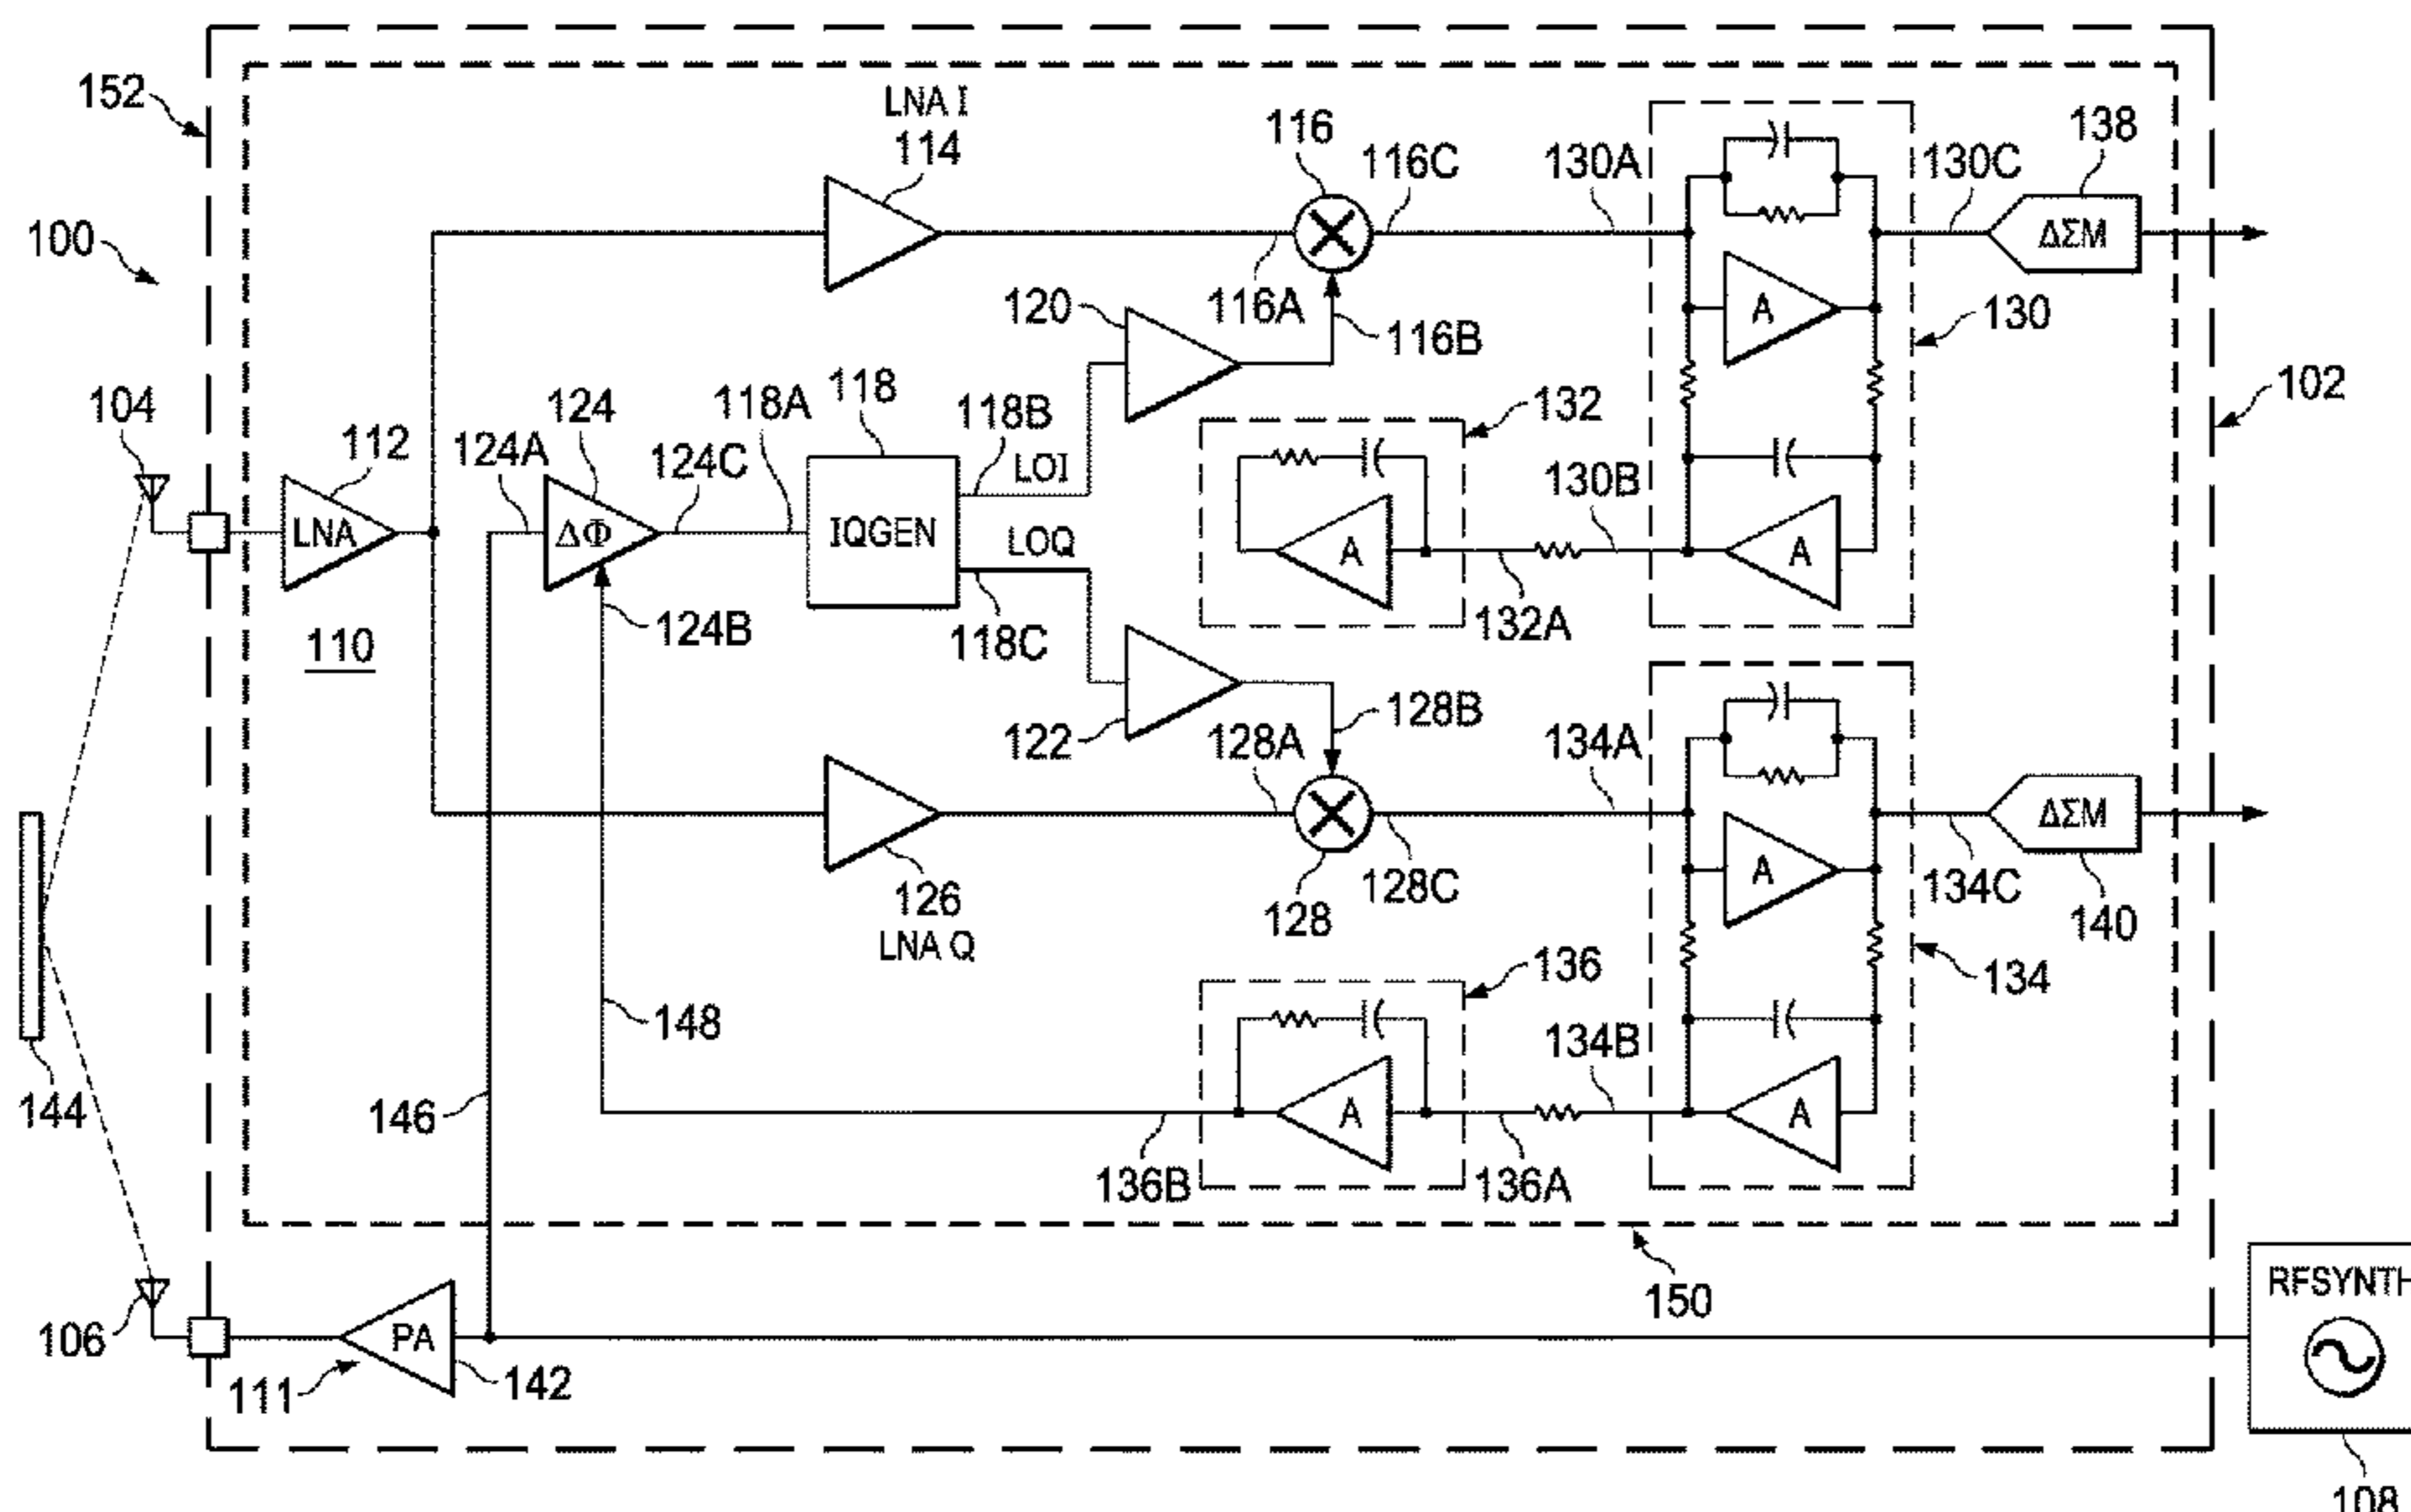 152
LNA I
114
116
116C
130A
130C
138
ΔΣM
100
116A
120
116B
A
130
104
112
124A
124
124C
118A
118
118B
LOI
132
102
LNA
ΔΦ
IQGEN
LOQ
130B
A
A
124B
118C
132A
110
122
128A
128B
134A
ΔΣM
126
LNA Q
128
128C
A
134C
140
136
134
148
134B
144
146
A
A
136B
136A
150
RFSYNTH
106
PA
111
142
108